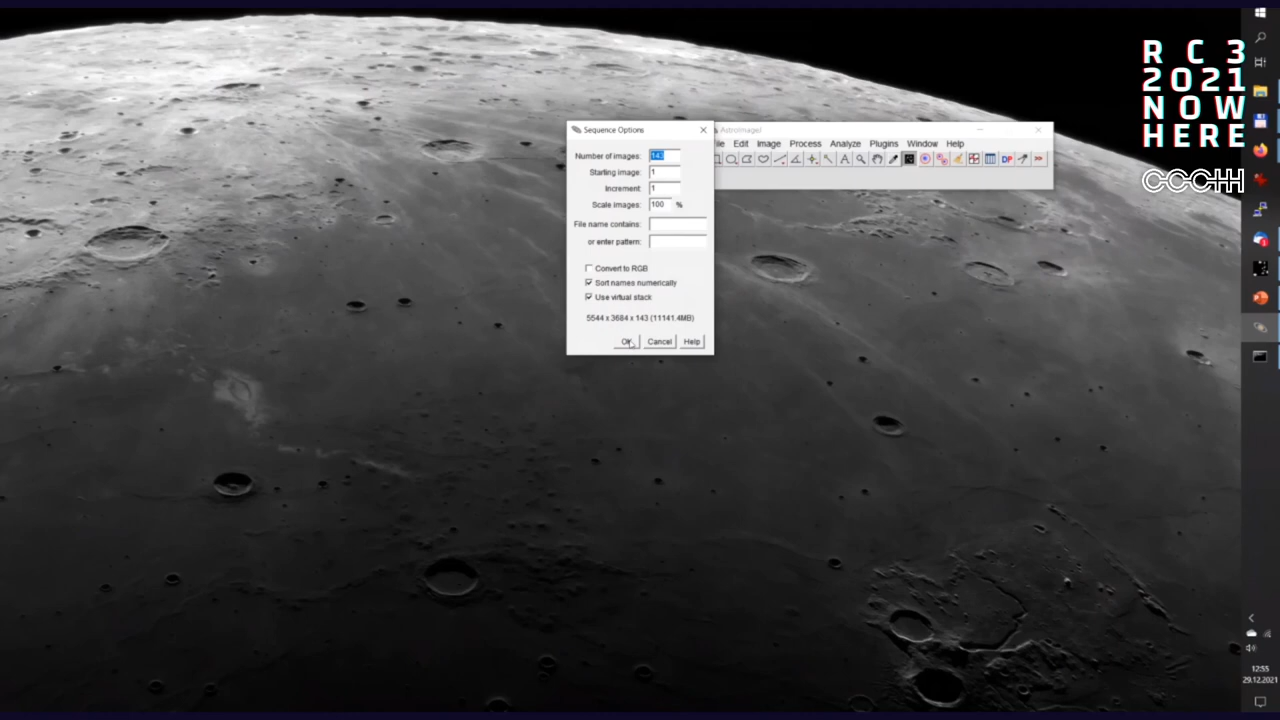 Sequence Options
Number of images: 143
Starting image: 1
Increment: 1
Scale images: 100 %
File name contains:
or enter pattern:
Convert to RGB
Sort names numerically
Use virtual stack
5544 x 3684 x 143 (11141.4MB)
OK Cancel Help
AstroImageJ
Edit Image Process Analyze Plugins Window Help
A DP >>
R C 3
2021
NOW
HERE
CCCHH
12:55
29.12.2021